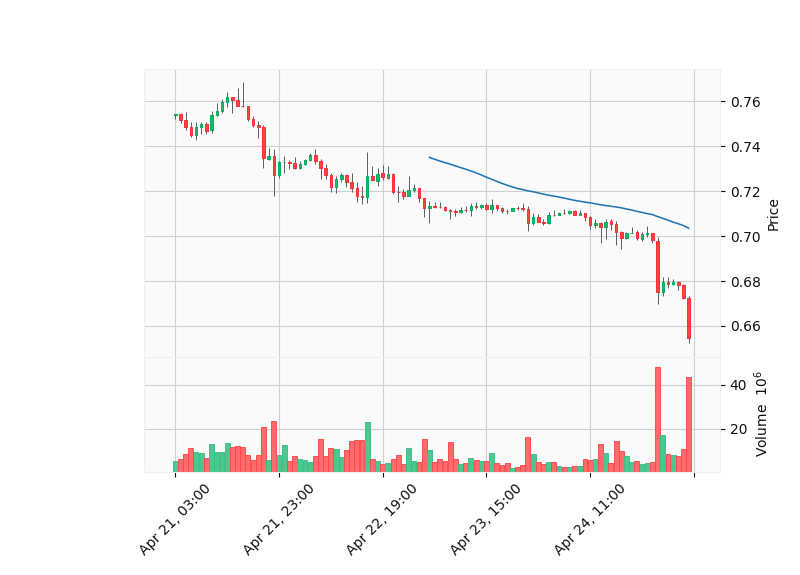 0.76
0.74
0.72
0.70
0.68
0.66
Price
40
20
Volume 10^6
Apr 21, 03:00
Apr 21, 23:00
Apr 22, 19:00
Apr 23, 15:00
Apr 24, 11:00